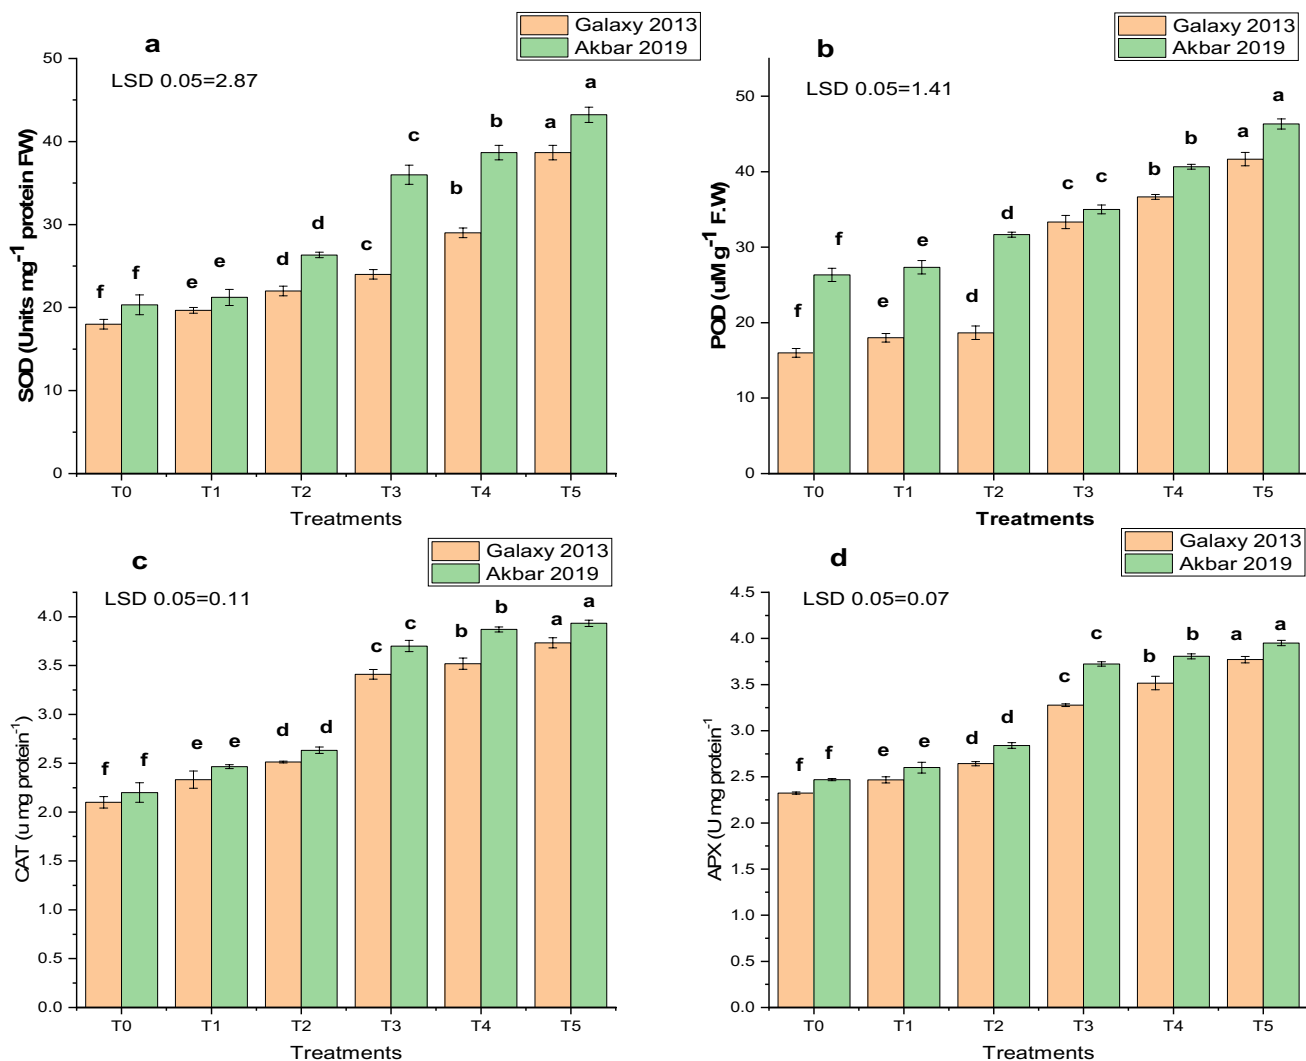 a
Galaxy 2013
Akbar 2019
LSD 0.05=2.87
SOD (Units mg⁻¹ protein FW)
50
40
30
20
10
0
f f e e d d c c b b a a
T0 T1 T2 T3 T4 T5
Treatments
b
Galaxy 2013
Akbar 2019
LSD 0.05=1.41
POD (uM g⁻¹ F.W)
50
40
30
20
10
0
f f e e d d c c b b a a
T0 T1 T2 T3 T4 T5
Treatments
c
Galaxy 2013
Akbar 2019
LSD 0.05=0.11
CAT (u mg protein⁻¹)
4.0
3.5
3.0
2.5
2.0
1.5
1.0
0.5
0.0
f f e e d d c c b b a a
T0 T1 T2 T3 T4 T5
Treatments
d
Galaxy 2013
Akbar 2019
LSD 0.05=0.07
APX (U mg protein⁻¹
4.5
4.0
3.5
3.0
2.5
2.0
1.5
1.0
0.5
0.0
f f e e d d c c b b a a
T0 T1 T2 T3 T4 T5
Treatments